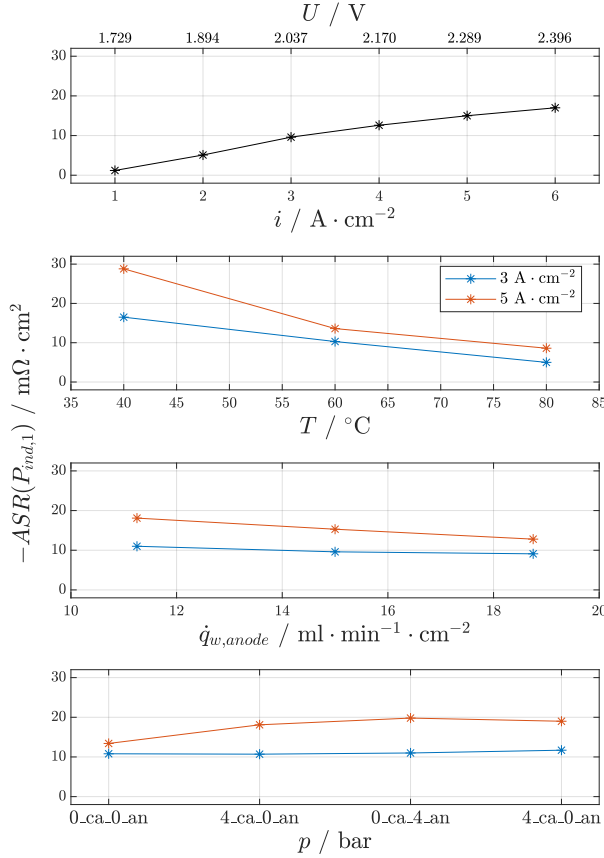 U / V
1.729 1.894 2.037 2.170 2.289 2.396
30
20
10
0
1 2 3 4 5 6
i / A · cm⁻²
30
20
10
0
3 A · cm⁻²
5 A · cm⁻²
35 40 45 50 55 60 65 70 75 80 85
T / °C
−ASR(P_{ind,1}) / mΩ · cm²
30
20
10
0
10 12 14 16 18 20
q̇_{w,anode} / ml · min⁻¹ · cm⁻²
30
20
10
0
0_ca_0_an 4_ca_0_an 0_ca_4_an 4_ca_0_an
p / bar